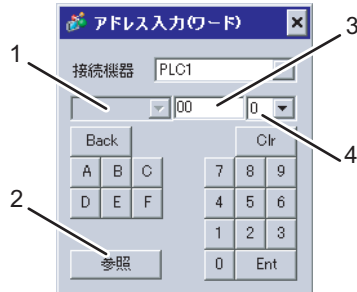 アドレス入力(ワード)
1
3
接続機器 PLC1
00 0
Back Clr
4
A B C 7 8 9
2
D E F 4 5 6
1 2 3
参照 0 Ent